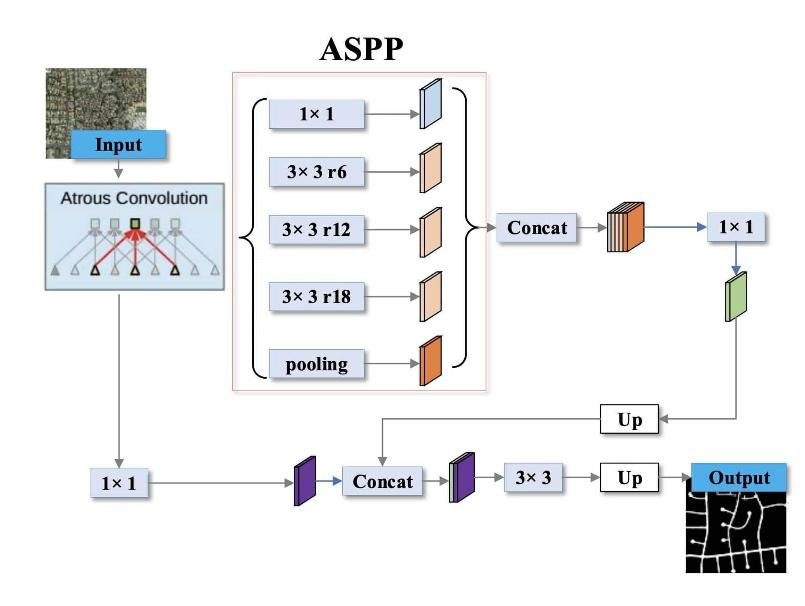 ASPP
Input
Atrous Convolution
1× 1
3× 3 r6
3× 3 r12
3× 3 r18
pooling
Concat
1× 1
Up
1× 1
Concat
3× 3
Up
Output